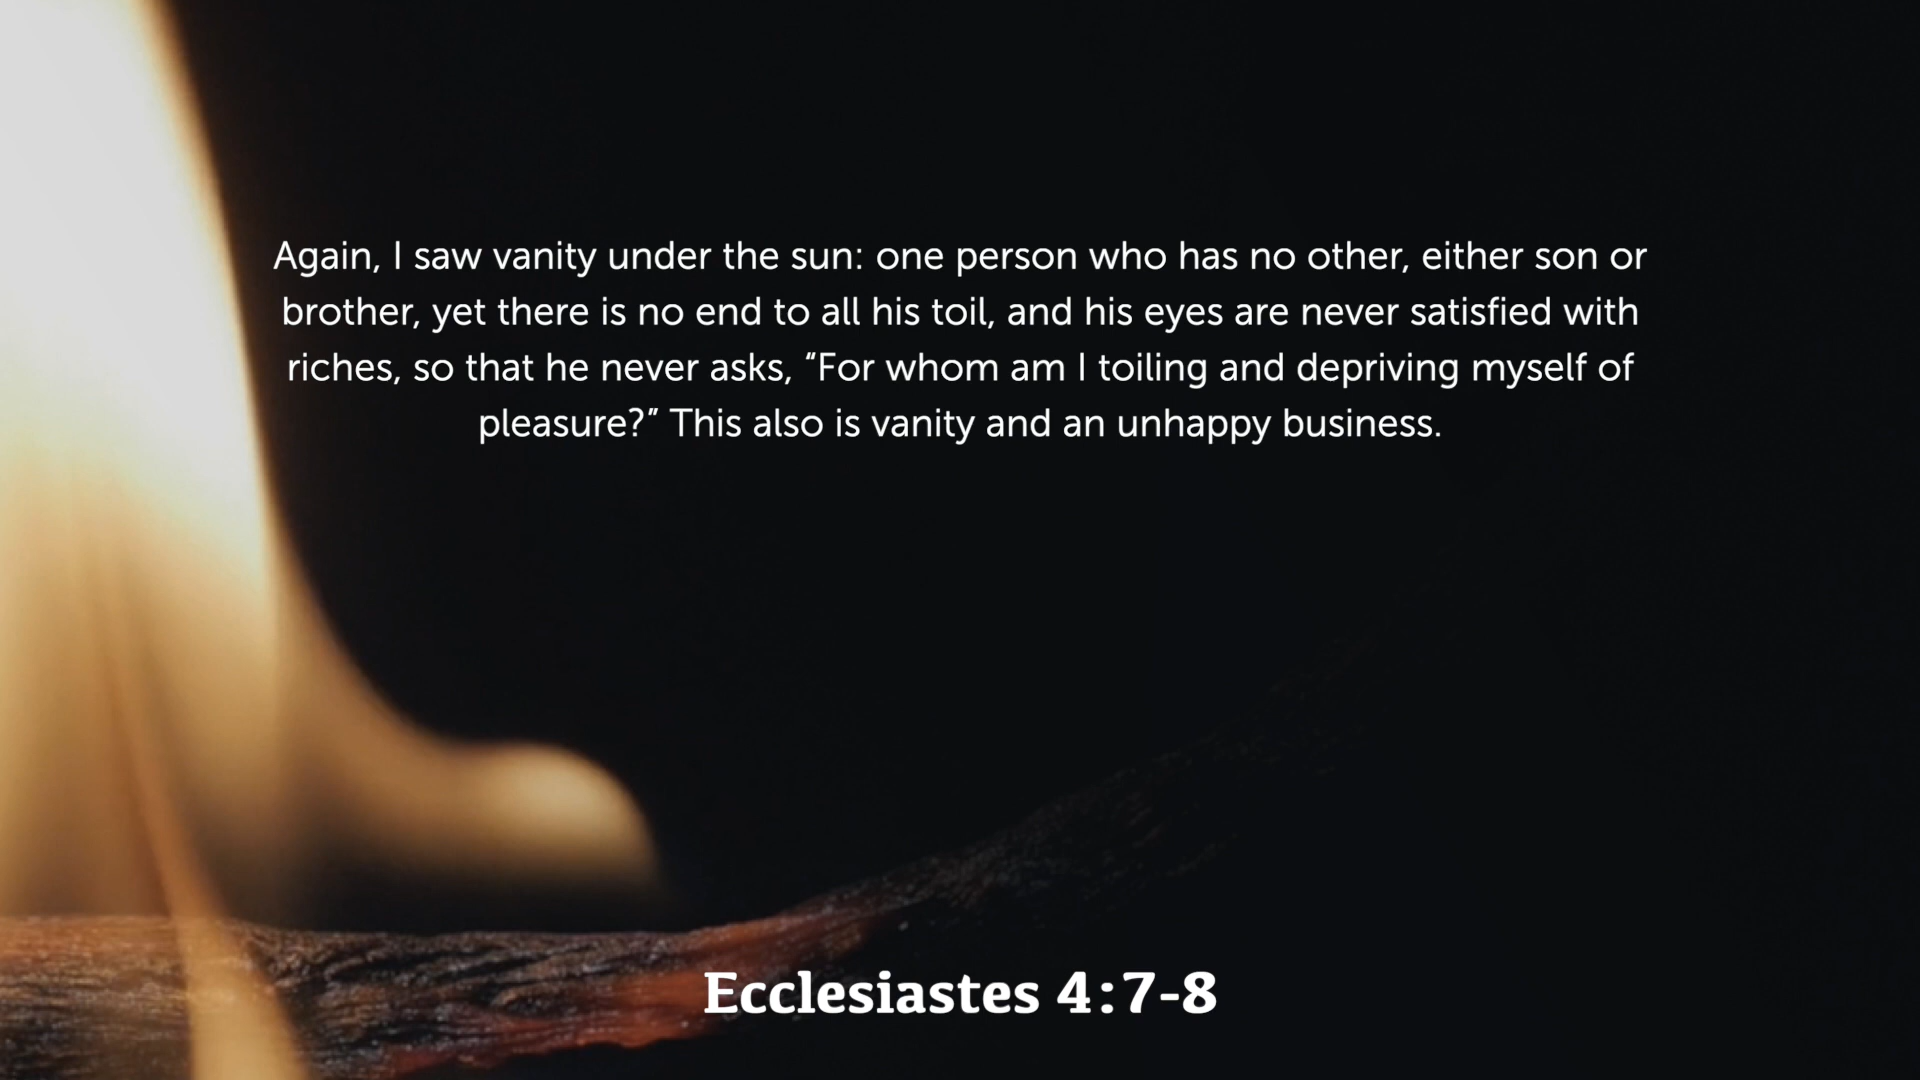 Again, I saw vanity under the sun: one person who has no other, either son or
brother, yet there is no end to all his toil, and his eyes are never satisfied with
riches, so that he never asks, “For whom am I toiling and depriving myself of
pleasure?” This also is vanity and an unhappy business.
Ecclesiastes 4:7-8